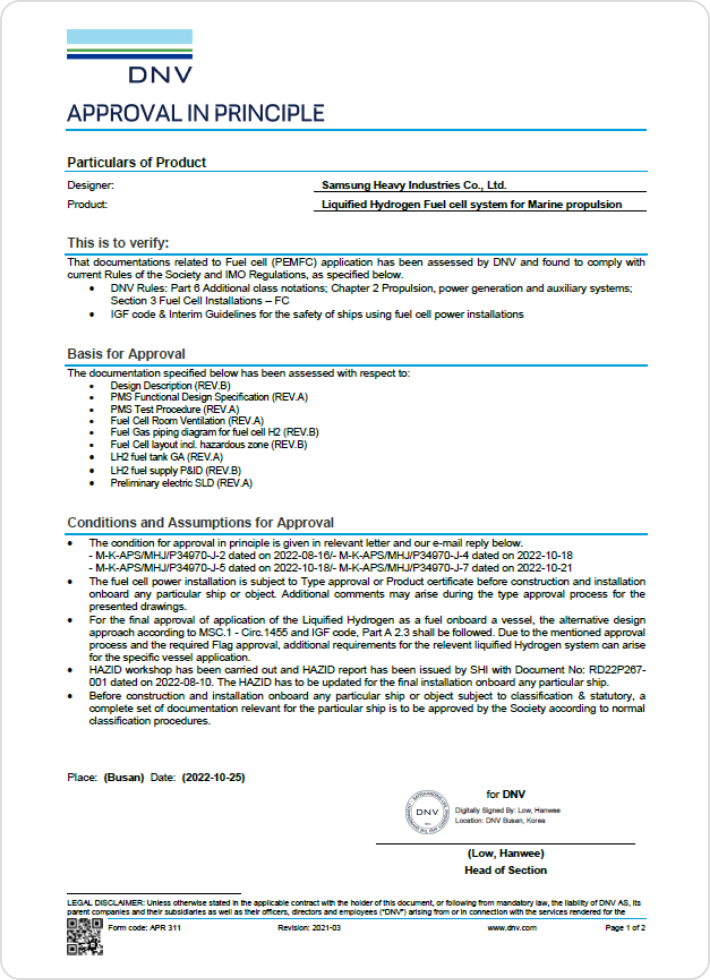 DNV
APPROVAL IN PRINCIPLE
Particulars of Product
Designer: Samsung Heavy Industries Co., Ltd.
Product: Liquified Hydrogen Fuel cell system for Marine propulsion
This is to verify:
That documentations related to Fuel cell (PEMFC) application has been assessed by DNV and found to comply with
current Rules of the Society and IMO Regulations, as specified below.
• DNV Rules: Part 6 Additional class notations; Chapter 2 Propulsion, power generation and auxiliary systems;
Section 3 Fuel Cell Installations – FC
• IGF code & Interim Guidelines for the safety of ships using fuel cell power installations
Basis for Approval
The documentation specified below has been assessed with respect to:
• Design Description (REV.B)
• PMS Functional Design Specification (REV.A)
• PMS Test Procedure (REV.A)
• Fuel Cell Room Ventilation (REV.A)
• Fuel Gas piping diagram for fuel cell H2 (REV.B)
• Fuel Cell layout incl. hazardous zone (REV.B)
• LH2 fuel tank GA (REV.A)
• LH2 fuel supply P&ID (REV.B)
• Preliminary electric SLD (REV.A)
Conditions and Assumptions for Approval
• The condition for approval in principle is given in relevant letter and our e-mail reply below.
- M-K-APS/MHJ/P34970-J-2 dated on 2022-08-16/- M-K-APS/MHJ/P34970-J-4 dated on 2022-10-18
- M-K-APS/MHJ/P34970-J-5 dated on 2022-10-18/- M-K-APS/MHJ/P34970-J-7 dated on 2022-10-21
• The fuel cell power installation is subject to Type approval or Product certificate before construction and installation
onboard any particular ship or object. Additional comments may arise during the type approval process for the
presented drawings.
• For the final approval of application of the Liquified Hydrogen as a fuel onboard a vessel, the alternative design
approach according to MSC.1 - Circ.1455 and IGF code, Part A 2.3 shall be followed. Due to the mentioned approval
process and the required Flag approval, additional requirements for the relevent liquified Hydrogen system can arise
for the specific vessel application.
• HAZID workshop has been carried out and HAZID report has been issued by SHI with Document No: RD22P267-
001 dated on 2022-08-10. The HAZID has to be updated for the final installation onboard any particular ship.
• Before construction and installation onboard any particular ship or object subject to classification & statutory, a
complete set of documentation relevant for the particular ship is to be approved by the Society according to normal
classification procedures.
Place: (Busan) Date: (2022-10-25)
for DNV
DNV
Digitally Signed By: Low, Hanwee
Location: DNV Busan, Korea
(Low, Hanwee)
Head of Section
LEGAL DISCLAIMER: Unless otherwise stated in the applicable contract with the holder of this document, or following from mandatory law, the liability of DNV AS, its
parent companies and their subsidiaries as well as their officers, directors and employees ("DNV") arising from or in connection with the services rendered for the
Form code: APR 311 Revision: 2021-03 www.dnv.com Page 1 of 2